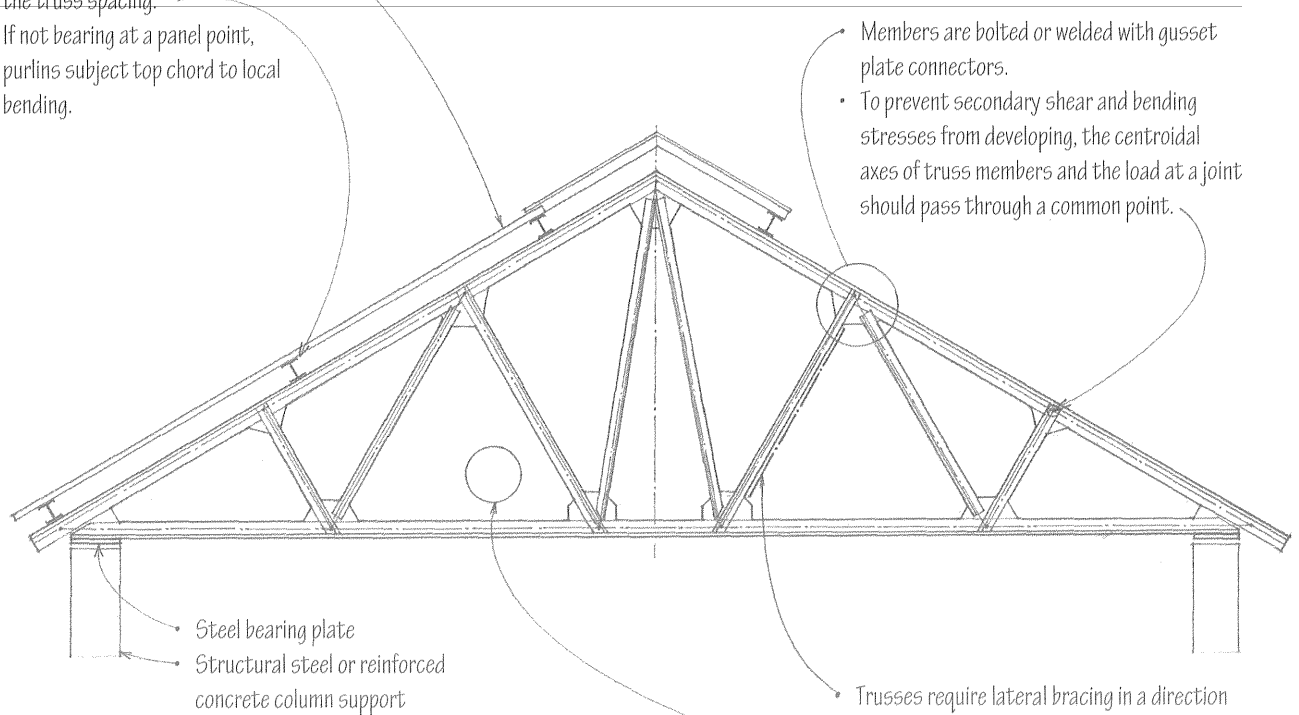 the truss spacing.
If not bearing at a panel point,
purlins subject top chord to local
bending.
• Members are bolted or welded with gusset
plate connectors.
• To prevent secondary shear and bending
stresses from developing, the centroidal
axes of truss members and the load at a joint
should pass through a common point.
• Steel bearing plate
• Structural steel or reinforced
concrete column support
• Trusses require lateral bracing in a direction